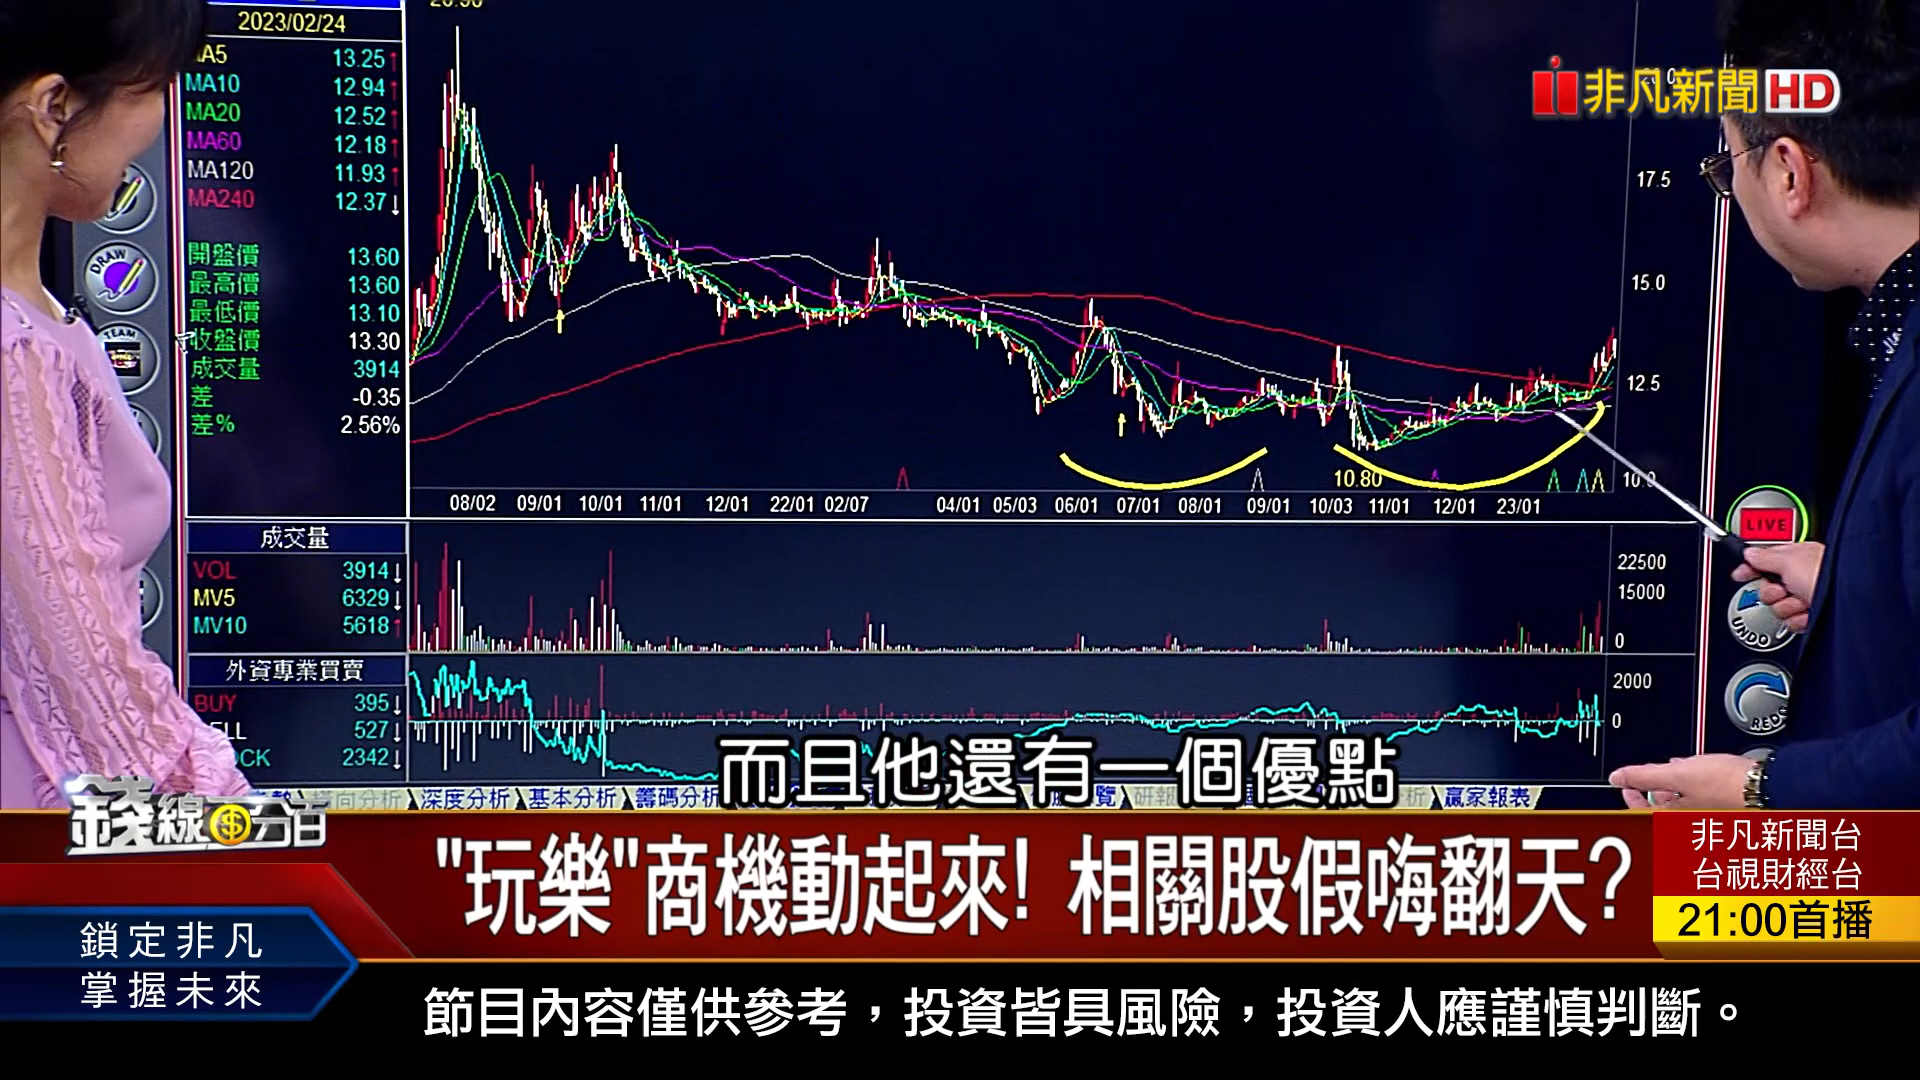 2023/02/24
MA5 13.25↑
MA10 12.94↑
MA20 12.52↑
MA60 12.18↑
MA120 11.93↑
MA240 12.37↓
開盤價 13.60
最高價 13.60
最低價 13.10
收盤價 13.30
成交量 3914
差 -0.35
差% 2.56%
17.5
15.0
12.5
10.80
08/02 09/01 10/01 11/01 12/01 22/01 02/07 04/01 05/03 06/01 07/01 08/01 09/01 10/03 11/01 12/01 23/01
成交量
VOL 3914↓
MV5 6329↓
MV10 5618↑
22500
15000
0
外資專業買賣
BUY 395↓
527↓
2342↓
2000
0
DRAW
TEAM
LIVE
UNDO
非凡新聞HD
而且他還有一個優點
深度分析 基本分析 籌碼分析 贏家報表
錢線$百分百
"玩樂"商機動起來! 相關股假嗨翻天?
非凡新聞台
台視財經台
21:00首播
鎖定非凡
掌握未來
節目內容僅供參考，投資皆具風險，投資人應謹慎判斷。